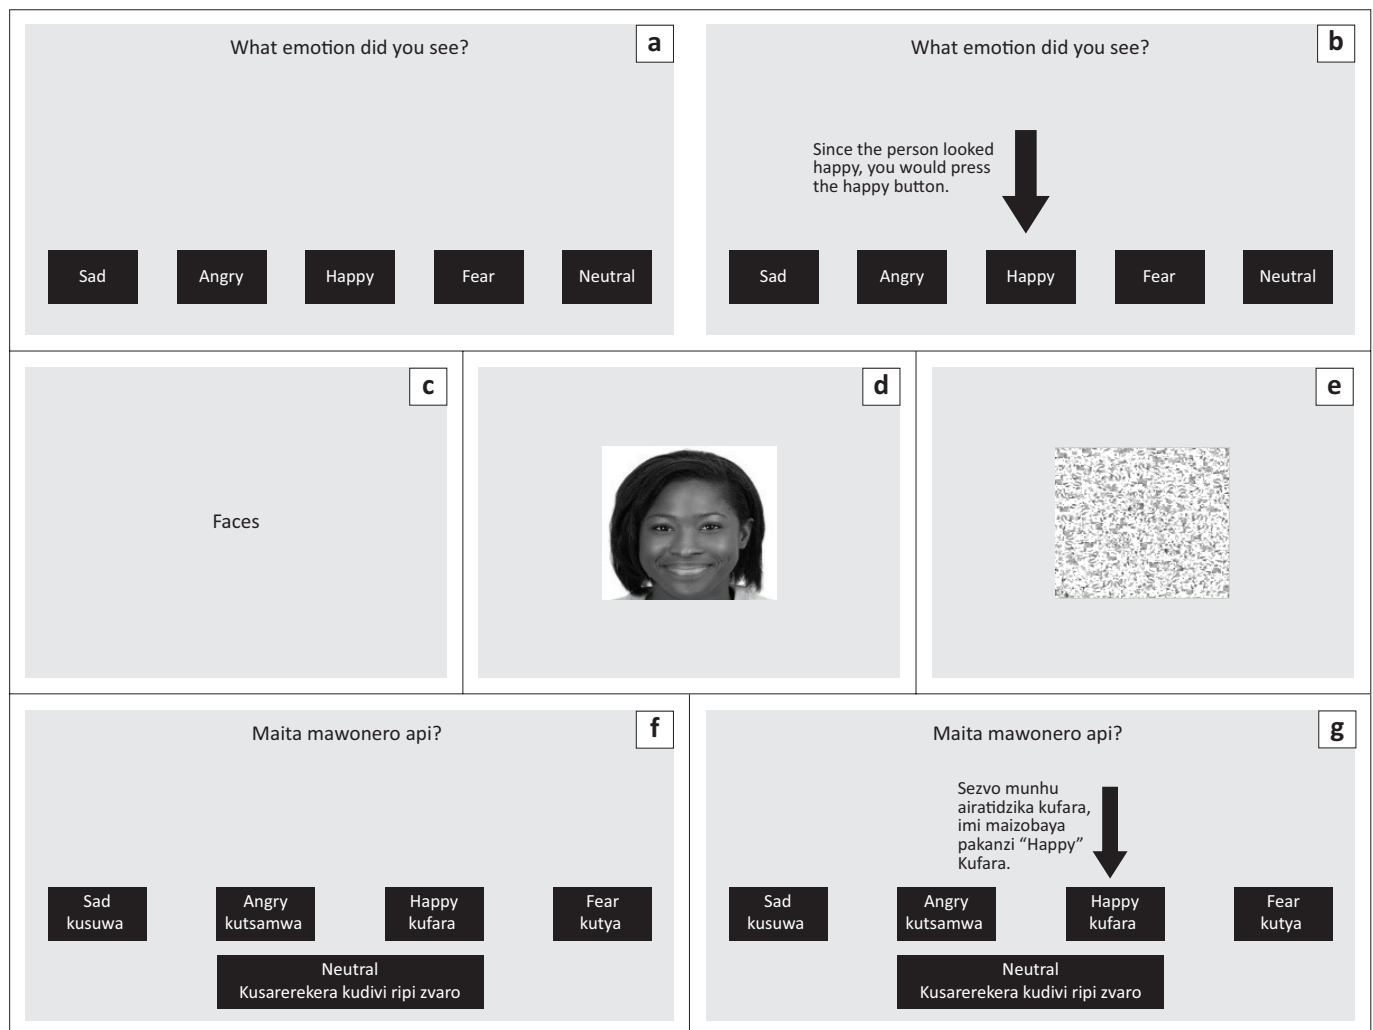 What emotion did you see?
a
Since the person looked
happy, you would press
the happy button.
Sad
Angry
Happy
Fear
Neutral
What emotion did you see?
b
Sad
Angry
Happy
Fear
Neutral
c
Faces
d
e
Maita mawonero api?
f
Sad
kusuwa
Angry
kutsamwa
Happy
kufara
Fear
kutya
Neutral
Kusarerekera kudivi ripi zvaro
Maita mawonero api?
g
Sezvo munhu
airatidzika kufara,
imi maizobaya
pakanzi “Happy”
Kufara.
Sad
kusuwa
Angry
kutsamwa
Happy
kufara
Fear
kutya
Neutral
Kusarerekera kudivi ripi zvaro